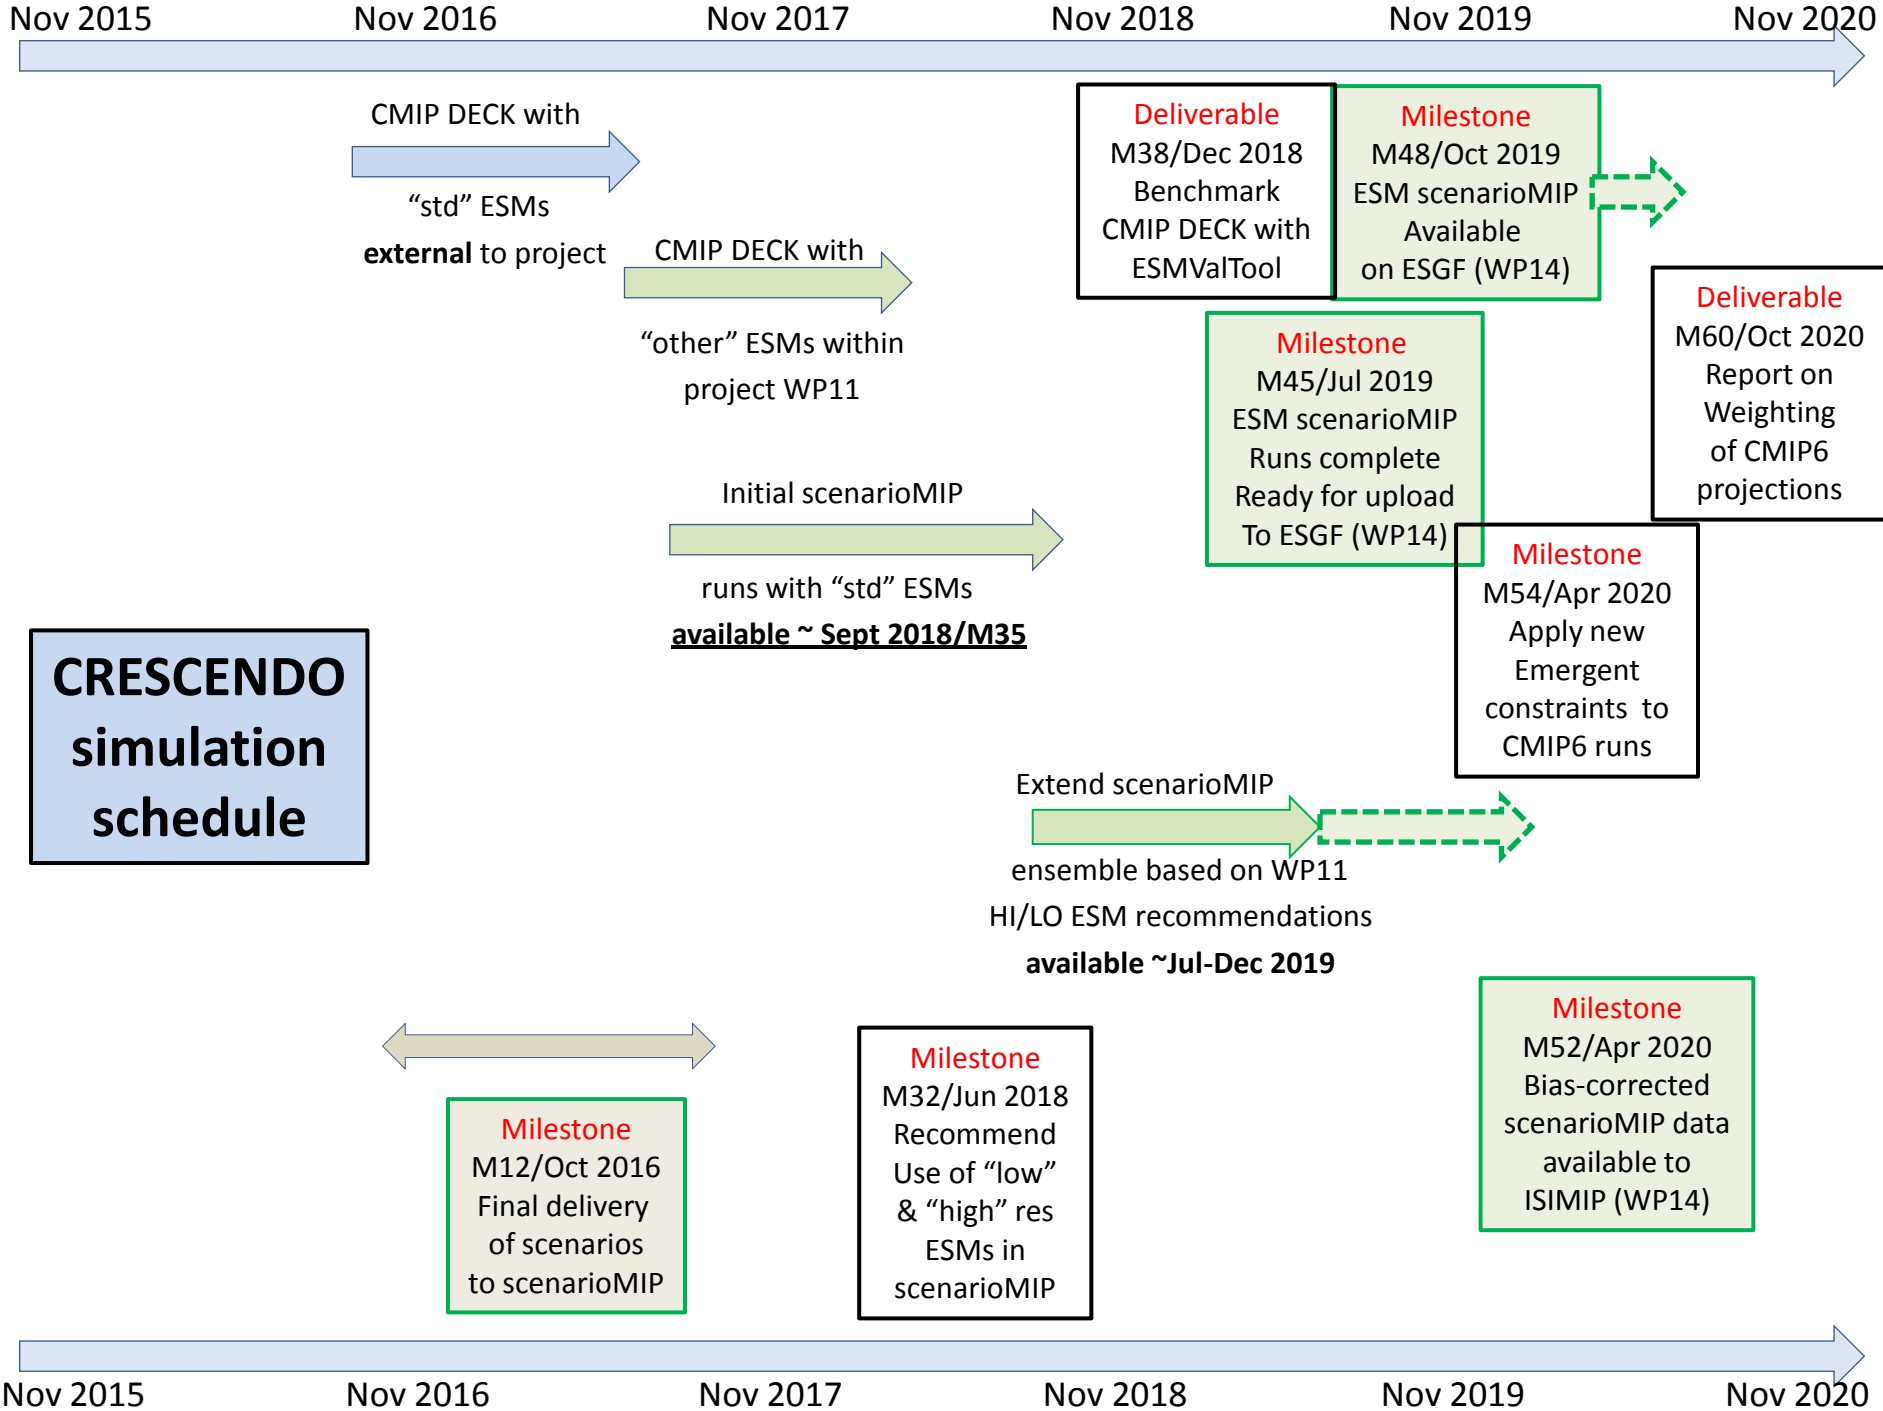 Nov 2015
Nov 2016
Nov 2017
Nov 2018
Nov 2019
Nov 2020
CMIP DECK with
“std” ESMs
external to project
CMIP DECK with
“other” ESMs within
project WP11
Initial scenarioMIP
runs with “std” ESMs
available ~ Sept 2018/M35
Deliverable
M38/Dec 2018
Benchmark
CMIP DECK with
ESMValTool
Milestone
M48/Oct 2019
ESM scenarioMIP
Available
on ESGF (WP14)
Milestone
M45/Jul 2019
ESM scenarioMIP
Runs complete
Ready for upload
To ESGF (WP14)
Deliverable
M60/Oct 2020
Report on
Weighting
of CMIP6
projections
Milestone
M54/Apr 2020
Apply new
Emergent
constraints to
CMIP6 runs
CRESCENDO
simulation
schedule
Extend scenarioMIP
ensemble based on WP11
HI/LO ESM recommendations
available ~Jul-Dec 2019
Milestone
M12/Oct 2016
Final delivery
of scenarios
to scenarioMIP
Milestone
M32/Jun 2018
Recommend
Use of “low”
& “high” res
ESMs in
scenarioMIP
Milestone
M52/Apr 2020
Bias-corrected
scenarioMIP data
available to
ISIMIP (WP14)
Nov 2015
Nov 2016
Nov 2017
Nov 2018
Nov 2019
Nov 2020